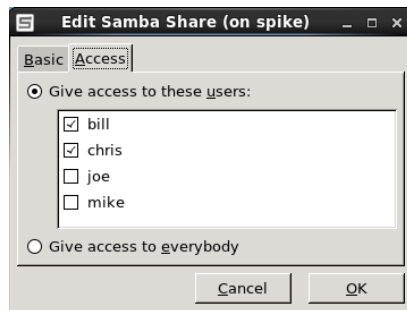 Edit Samba Share (on spike)
Basic Access
Give access to these users:
bill
chris
joe
mike
Give access to everybody
Cancel OK